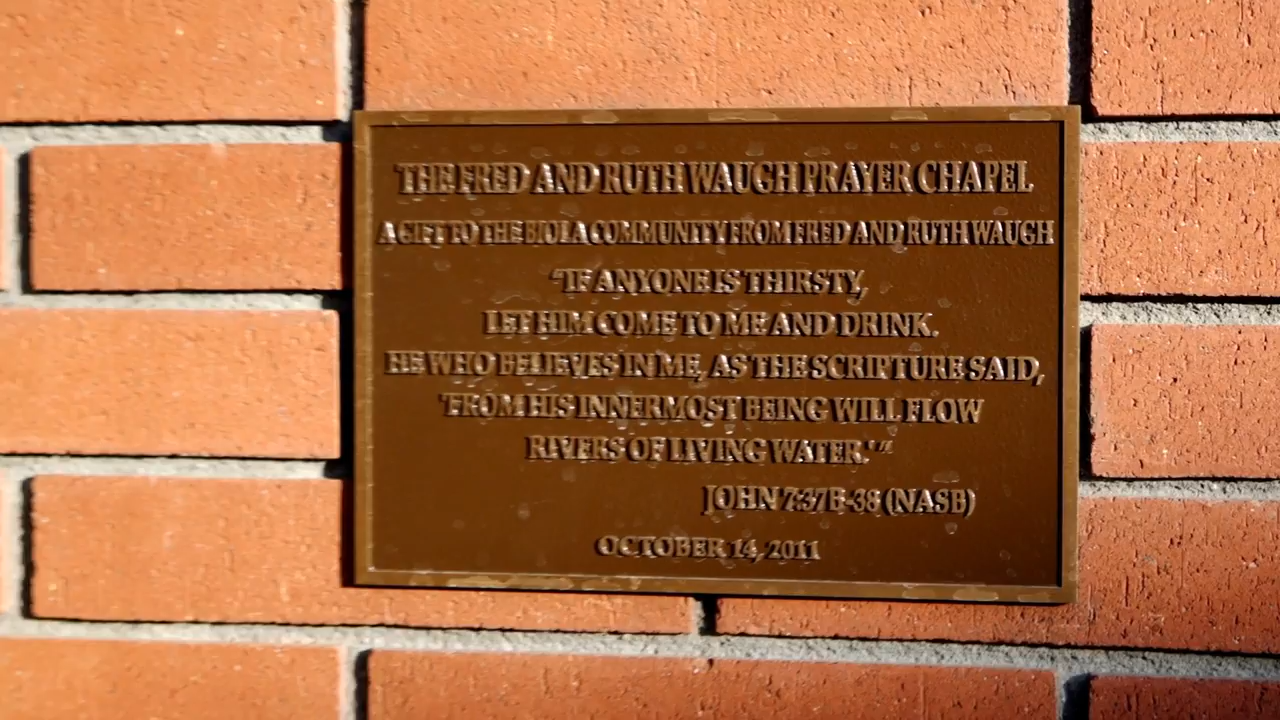 THE FRED AND RUTH WAUGH PRAYER CHAPEL
A GIFT TO THE BIOLA COMMUNITY FROM FRED AND RUTH WAUGH
"IF ANYONE IS THIRSTY,
LET HIM COME TO ME AND DRINK.
HE WHO BELIEVES IN ME, AS THE SCRIPTURE SAID,
'FROM HIS INNERMOST BEING WILL FLOW
RIVERS OF LIVING WATER.'"
JOHN 7:37B-38 (NASB)
OCTOBER 14, 2011